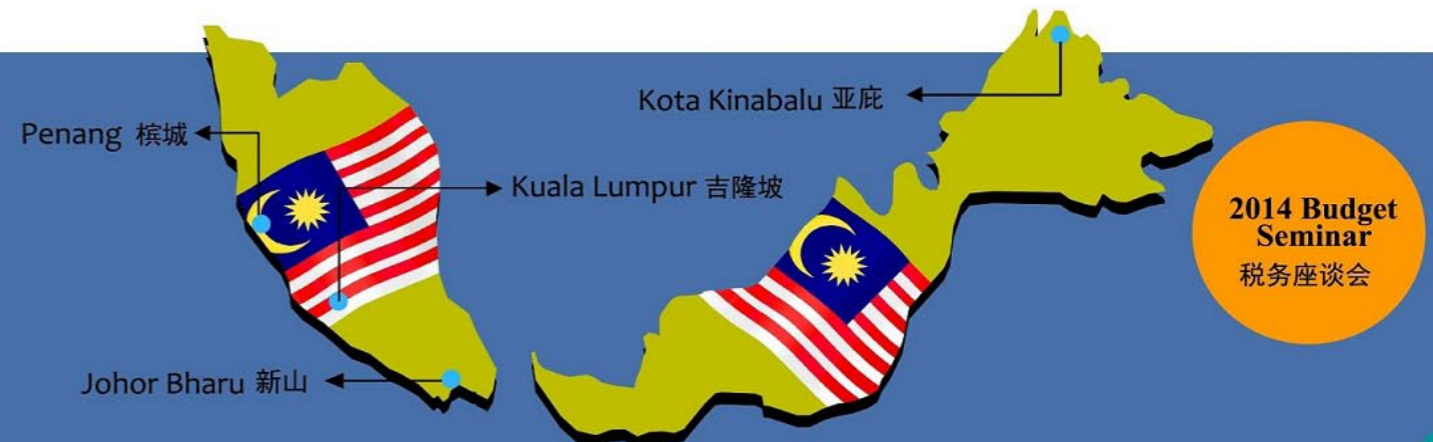 Kota Kinabalu 亚庇
Penang 槟城
Kuala Lumpur 吉隆坡
2014 Budget
Seminar
税务座谈会
Johor Bharu 新山